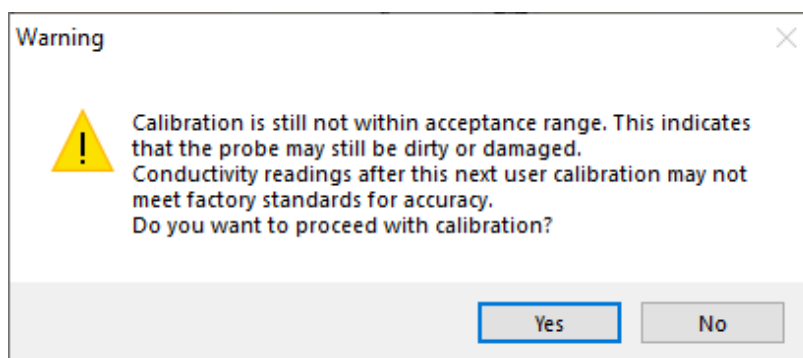 Warning
Calibration is still not within acceptance range. This indicates
that the probe may still be dirty or damaged.
Conductivity readings after this next user calibration may not
meet factory standards for accuracy.
Do you want to proceed with calibration?
Yes
No